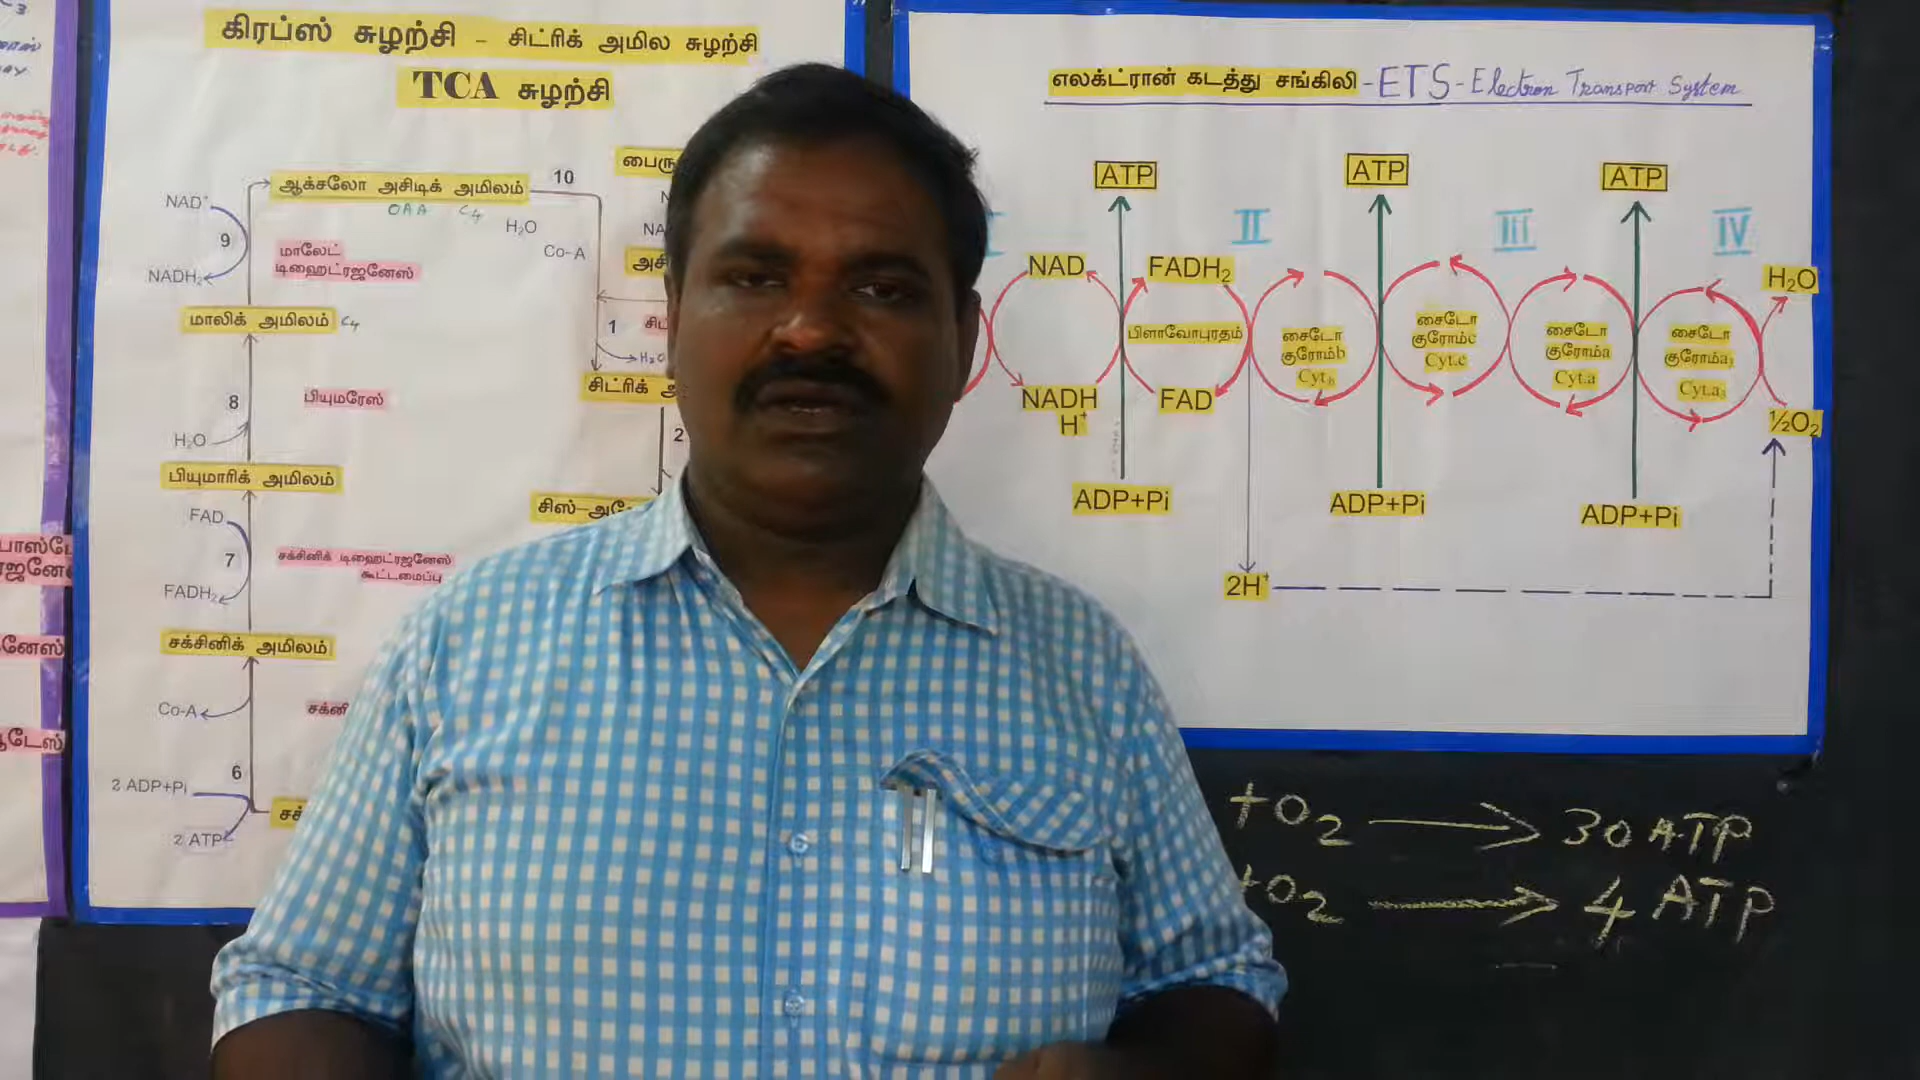 கிரப்ஸ் சுழற்சி – சிட்ரிக் அமில சுழற்சி
TCA சுழற்சி
ஆக்சலோ அசிடிக் அமிலம்
10
OAA C4
H₂O
Co-A
NAD⁺
9
NADH₂
மாலேட்
டிஹைட்ரஜனேஸ்
மாலிக் அமிலம் C4
1
H₂O
8
பியுமரேஸ்
H₂O
2
பியுமாரிக் அமிலம்
FAD
7
FADH₂
சக்சினிக் டிஹைட்ரஜனேஸ்
கூட்டமைப்பு
சக்சினிக் அமிலம்
Co-A
6
2 ADP+Pi
2 ATP
எலக்ட்ரான் கடத்து சங்கிலி - ETS - Electron Transport System
ATP ATP ATP
I II III IV
NAD FADH₂ H₂O
பிளாவோபுரதம்
சைடோ
குரோம்b
Cyt.b
சைடோ
குரோம்c
Cyt.c
சைடோ
குரோம்a
Cyt.a
சைடோ
குரோம்a₃
Cyt.a₃
NADH
H⁺
FAD
½O₂
ADP+Pi ADP+Pi ADP+Pi
2H⁺
+O₂ → 30 ATP
+O₂ → 4 ATP